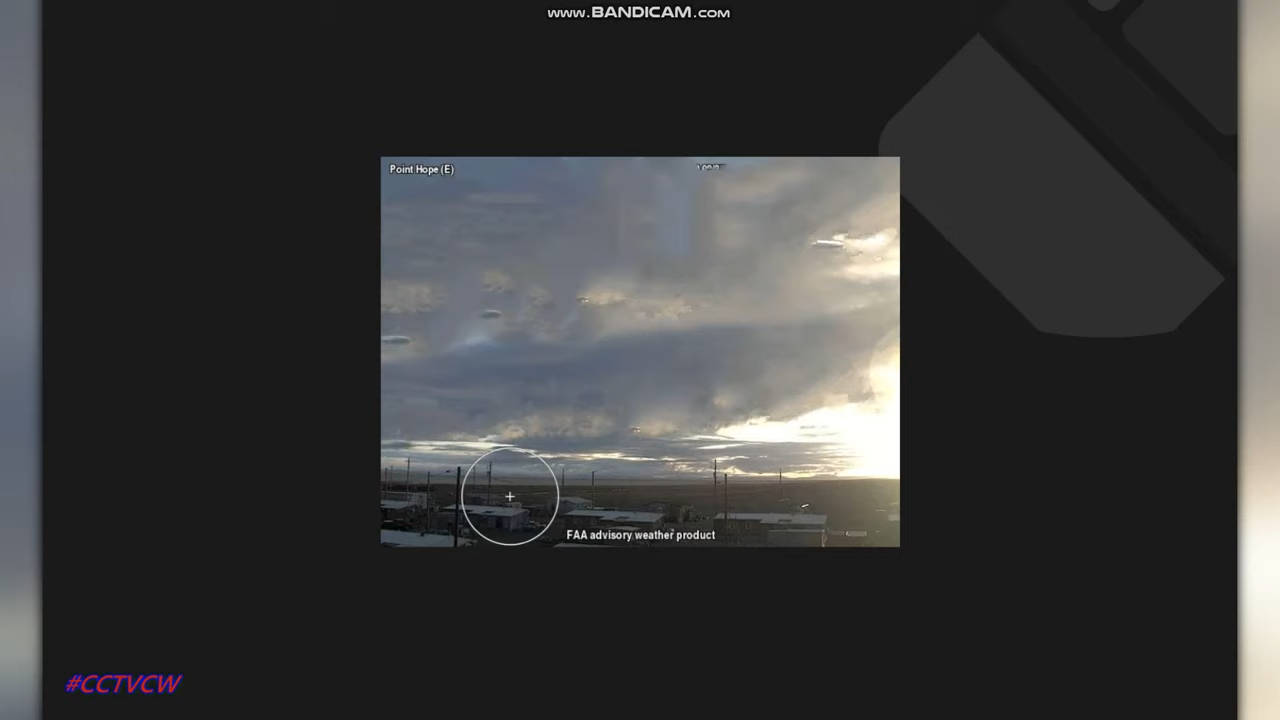 www.BANDICAM.com
Point Hope (E)
FAA advisory weather product
#CCTVCW